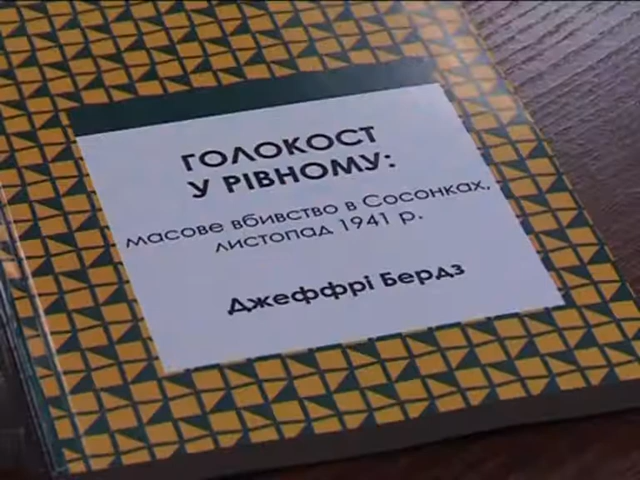 ГОЛОКОСТ
У РІВНОМУ:
масове вбивство в Сосонках,
листопад 1941 р.
Джеффрі Бердз